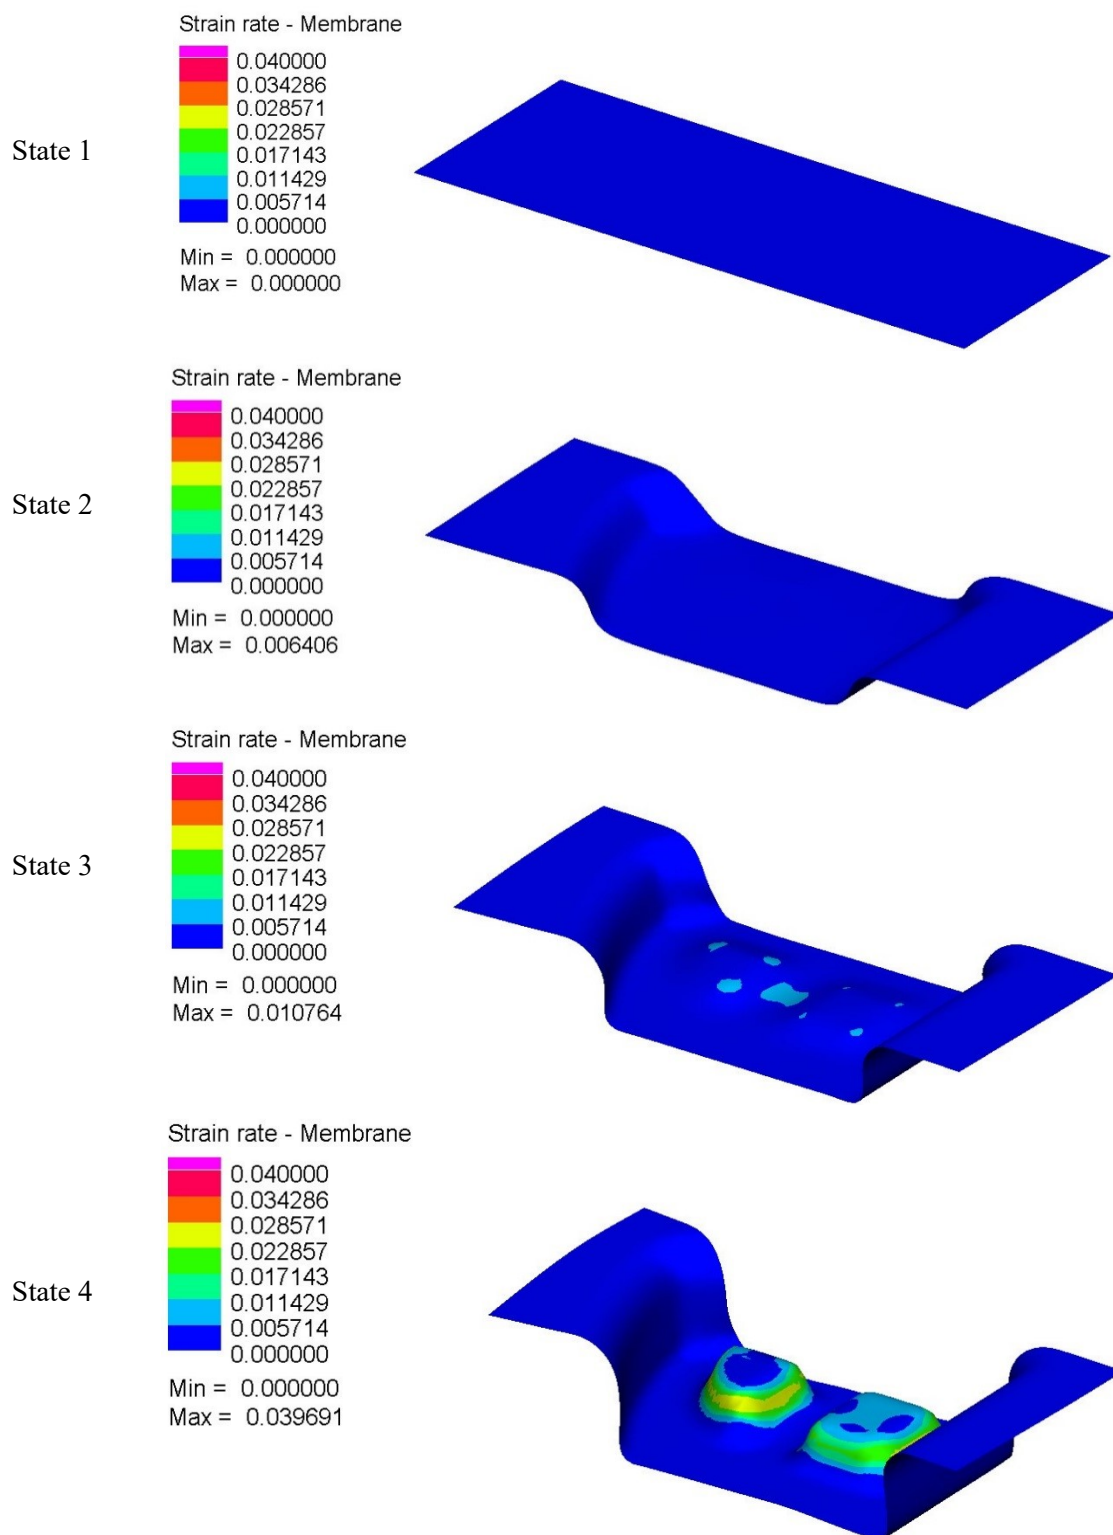 Strain rate - Membrane
0.040000
0.034286
0.028571
0.022857
0.017143
0.011429
0.005714
0.000000
State 1
Min = 0.000000
Max = 0.000000
Strain rate - Membrane
0.040000
0.034286
0.028571
0.022857
0.017143
0.011429
0.005714
0.000000
State 2
Min = 0.000000
Max = 0.006406
Strain rate - Membrane
0.040000
0.034286
0.028571
0.022857
0.017143
0.011429
0.005714
0.000000
State 3
Min = 0.000000
Max = 0.010764
Strain rate - Membrane
0.040000
0.034286
0.028571
0.022857
0.017143
0.011429
0.005714
0.000000
State 4
Min = 0.000000
Max = 0.039691